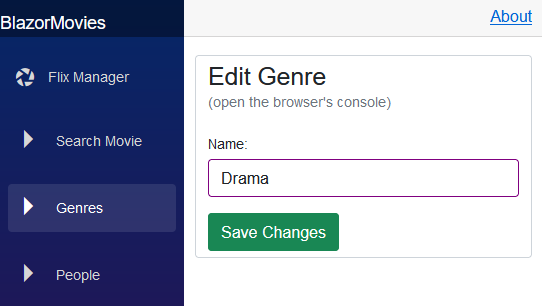 BlazorMovies
About
Flix Manager
Search Movie
Genres
People
Edit Genre
(open the browser's console)
Name:
Drama
Save Changes